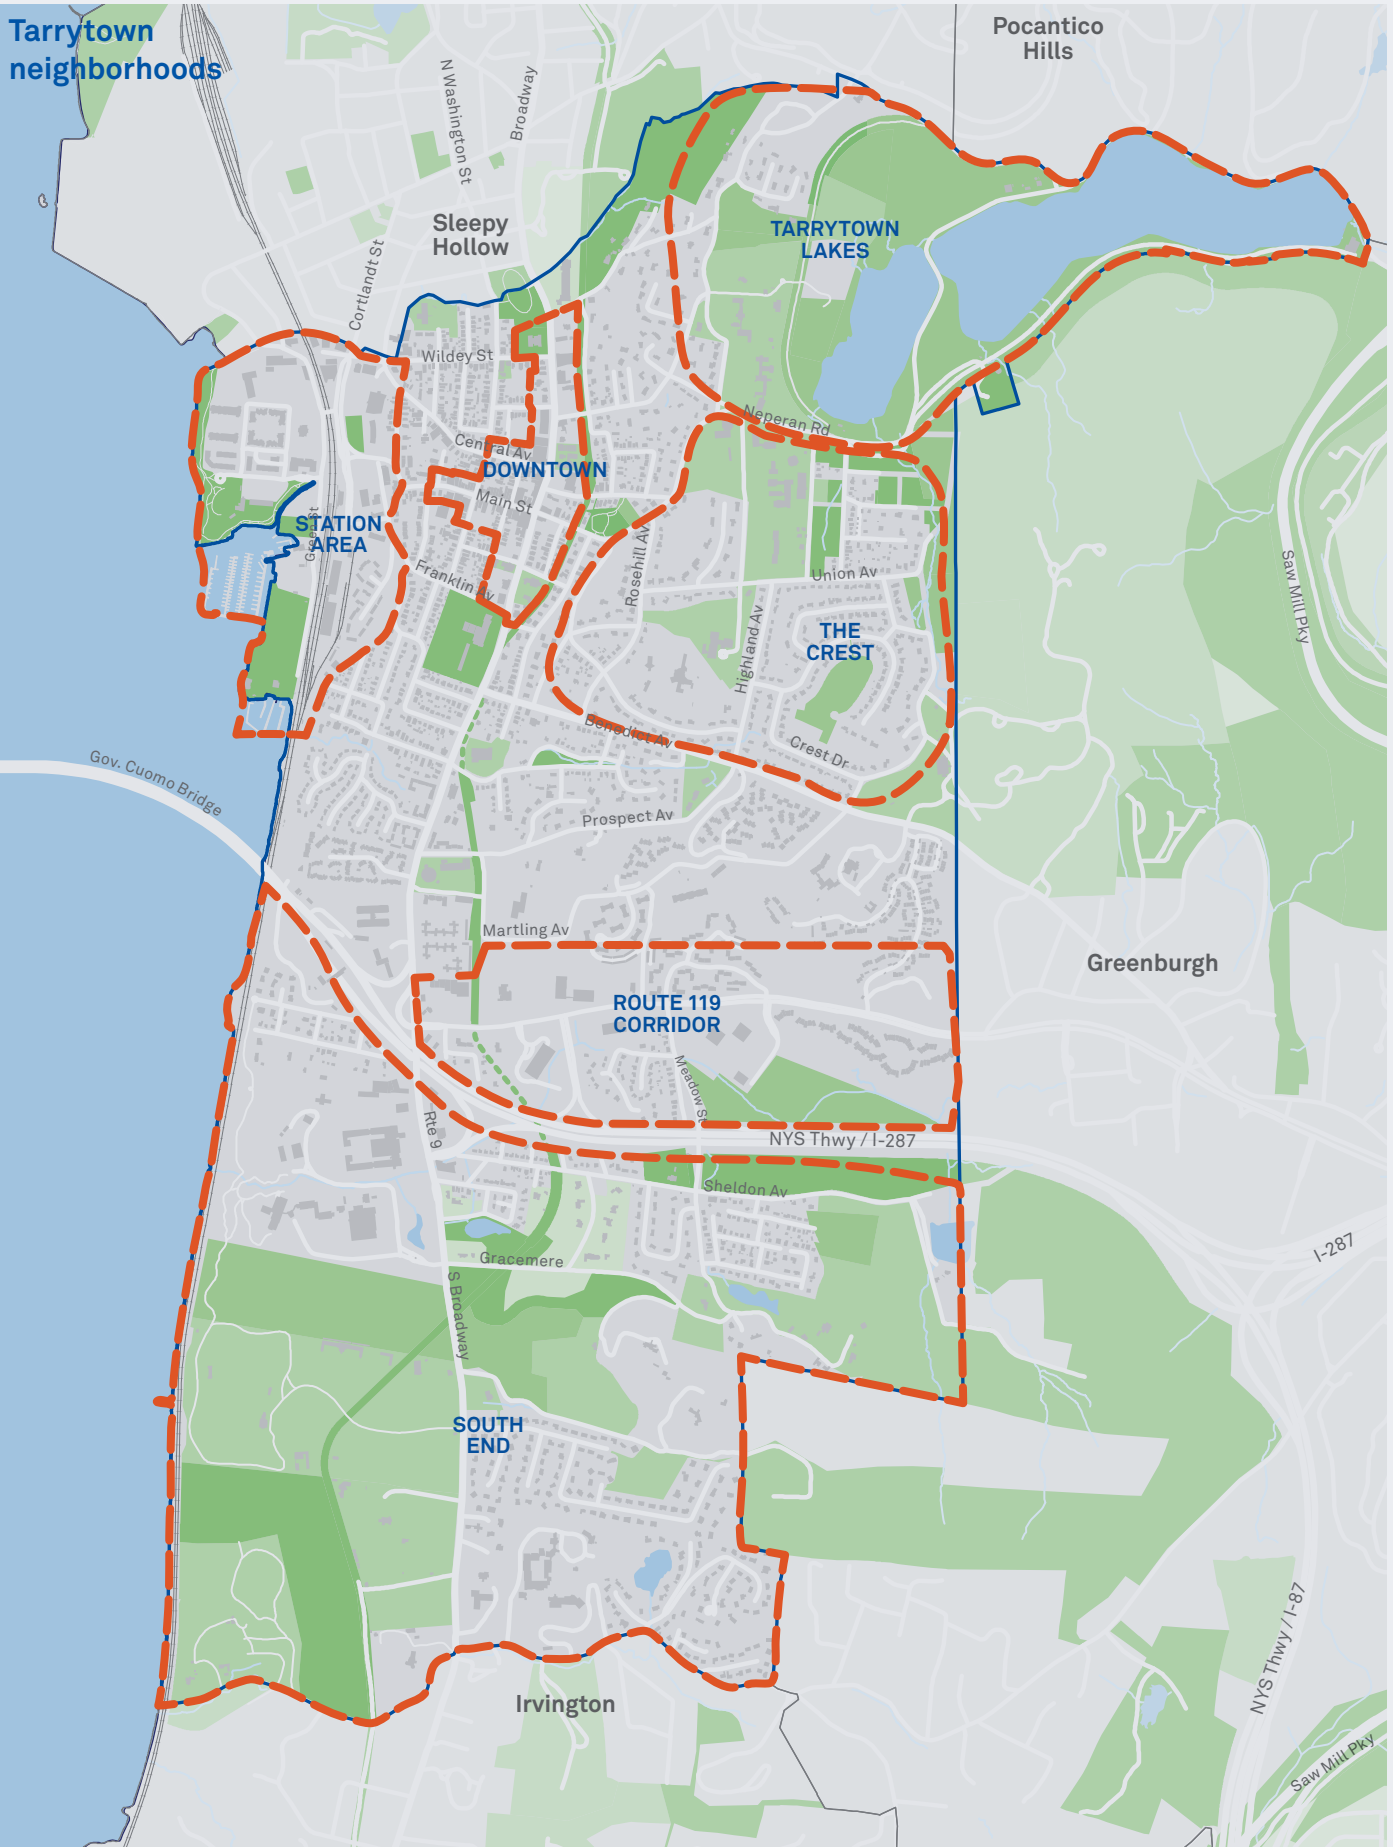 Tarrytown
neighborhoods
Pocantico
Hills
N Washington St
Broadway
Sleepy
Hollow
TARRYTOWN
LAKES
Cortlandt St
Wildey St
Neperan Rd
Central Av
DOWNTOWN
Main St
STATION
AREA
Green St
Franklin Av
Rosehill Av
Union Av
Highland Av
THE
CREST
Saw Mill Pky
Benedict Av
Crest Dr
Gov. Cuomo Bridge
Prospect Av
Martling Av
Greenburgh
ROUTE 119
CORRIDOR
Meadow St
Rte 9
NYS Thwy / I-287
Sheldon Av
Gracemere
I-287
S Broadway
SOUTH
END
NYS Thwy / I-87
Irvington
Saw Mill Pky